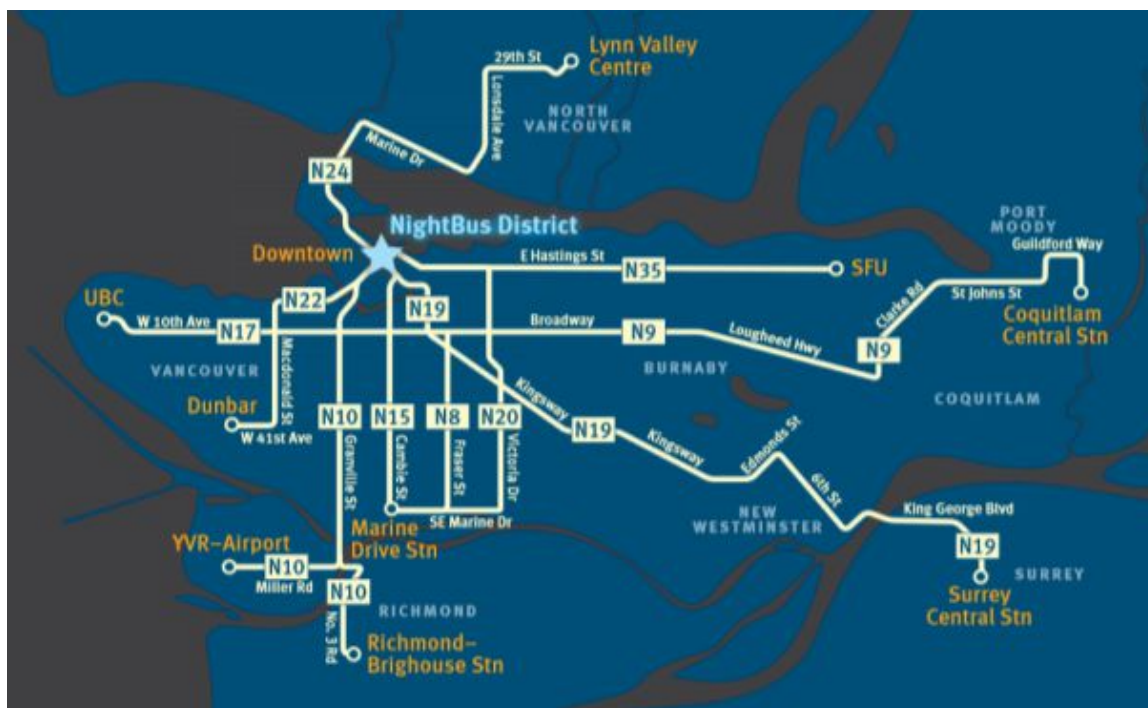 Lynn Valley
Centre
29th St
Lonsdale Ave
NORTH
VANCOUVER
Marine Dr
N24
NightBus District
Downtown
PORT
MOODY
Guildford Way
E Hastings St
N35
SFU
Clarke Rd
St Johns St
Coquitlam
Central Stn
UBC
N22
N19
W 10th Ave
N17
Broadway
N9
Lougheed Hwy
N9
VANCOUVER
Macdonald St
BURNABY
COQUITLAM
Dunbar
W 41st Ave
N10
N15
N8
N20
Kingsway
N19
Kingsway
Edmonds St
Granville St
Cambie St
Fraser St
Victoria Dr
6th St
SE Marine Dr
Marine
Drive Stn
NEW
WESTMINSTER
King George Blvd
N19
YVR–Airport
N10
Miller Rd
N10
No. 3 Rd
RICHMOND
SURREY
Surrey
Central Stn
Richmond–
Brighouse Stn